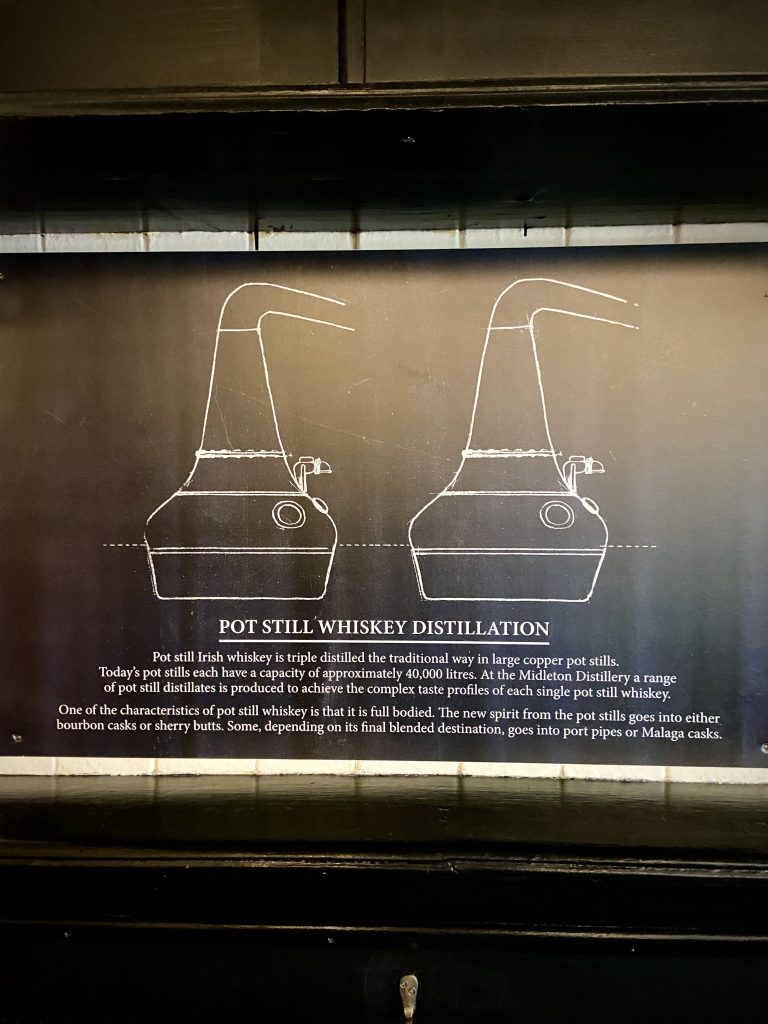 POT STILL WHISKEY DISTILLATION
Pot still Irish whiskey is triple distilled the traditional way in large copper pot stills.
Today's pot stills each have a capacity of approximately 40,000 litres. At the Midleton Distillery a range
of pot still distillates is produced to achieve the complex taste profiles of each single pot still whiskey.
One of the characteristics of pot still whiskey is that it is full bodied. The new spirit from the pot stills goes into either
bourbon casks or sherry butts. Some, depending on its final blended destination, goes into port pipes or Malaga casks.